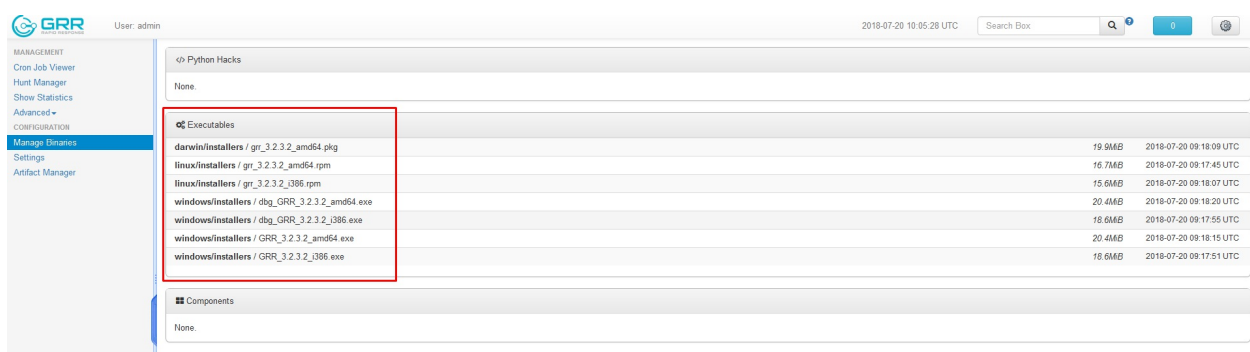 GRR
RAPID RESPONSE
User: admin
2018-07-20 10:05:28 UTC
Search Box
0
MANAGEMENT
Cron Job Viewer
Hunt Manager
Show Statistics
Advanced
CONFIGURATION
Manage Binaries
Settings
Artifact Manager
</> Python Hacks
None.
Executables
darwin/installers / grr_3.2.3.2_amd64.pkg 19.9MiB 2018-07-20 09:18:09 UTC
linux/installers / grr_3.2.3.2_amd64.rpm 16.7MiB 2018-07-20 09:17:45 UTC
linux/installers / grr_3.2.3.2_i386.rpm 15.6MiB 2018-07-20 09:18:07 UTC
windows/installers / dbg_GRR_3.2.3.2_amd64.exe 20.4MiB 2018-07-20 09:18:20 UTC
windows/installers / dbg_GRR_3.2.3.2_i386.exe 18.6MiB 2018-07-20 09:17:55 UTC
windows/installers / GRR_3.2.3.2_amd64.exe 20.4MiB 2018-07-20 09:18:15 UTC
windows/installers / GRR_3.2.3.2_i386.exe 18.6MiB 2018-07-20 09:17:51 UTC
Components
None.